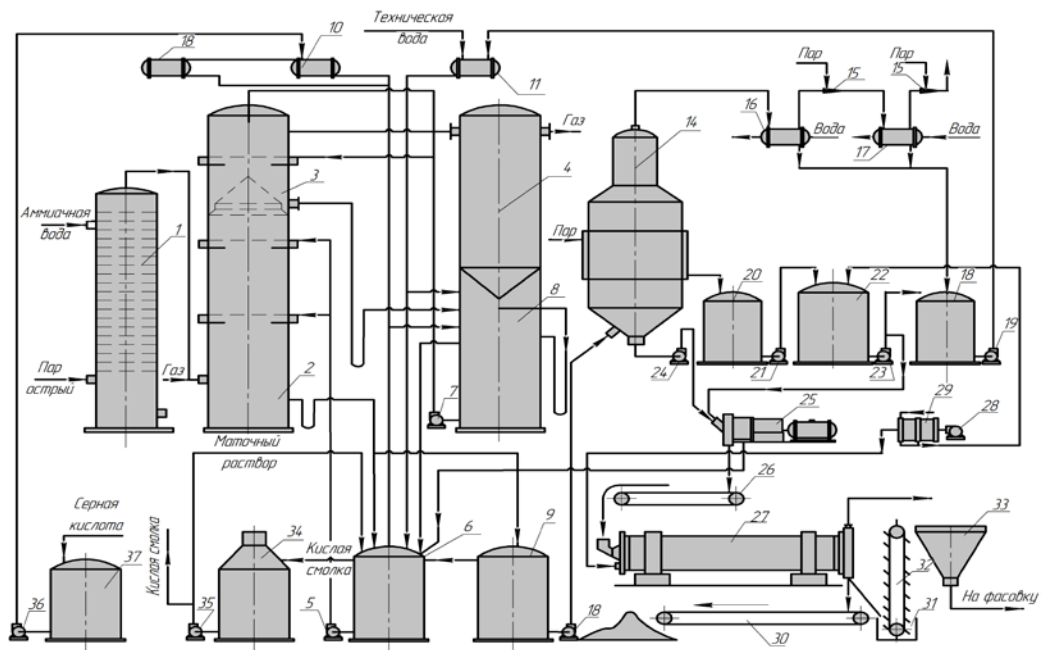 Техническая
вода
18
10
11
Пар
Пар
15
15
16
17
Вода
Вода
Газ
14
3
4
Аммиачная
вода
1
Пар
20
22
18
8
Пар
острый
Газ
2
7
24
21
23
19
25
29
28
Маточный
раствор
26
Серная
кислота
37
Кислая смолка
34
Кислая
смолка
6
9
27
33
32
36
35
5
18
30
31
На фасовку